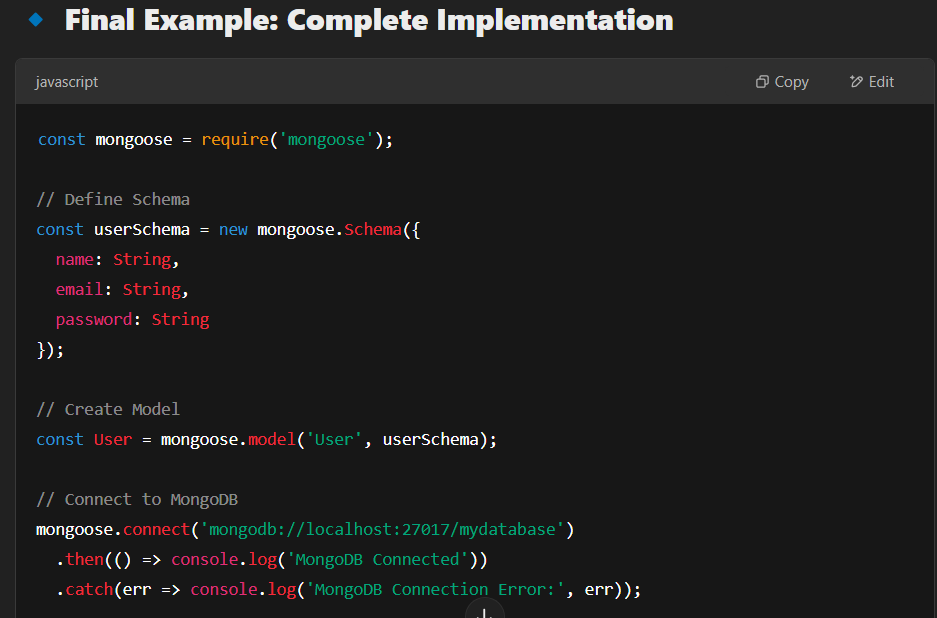 Final Example: Complete Implementation
javascript
Copy
Edit
const mongoose = require('mongoose');
// Define Schema
const userSchema = new mongoose.Schema({
  name: String,
  email: String,
  password: String
});
// Create Model
const User = mongoose.model('User', userSchema);
// Connect to MongoDB
mongoose.connect('mongodb://localhost:27017/mydatabase')
  .then(() => console.log('MongoDB Connected'))
  .catch(err => console.log('MongoDB Connection Error:', err));